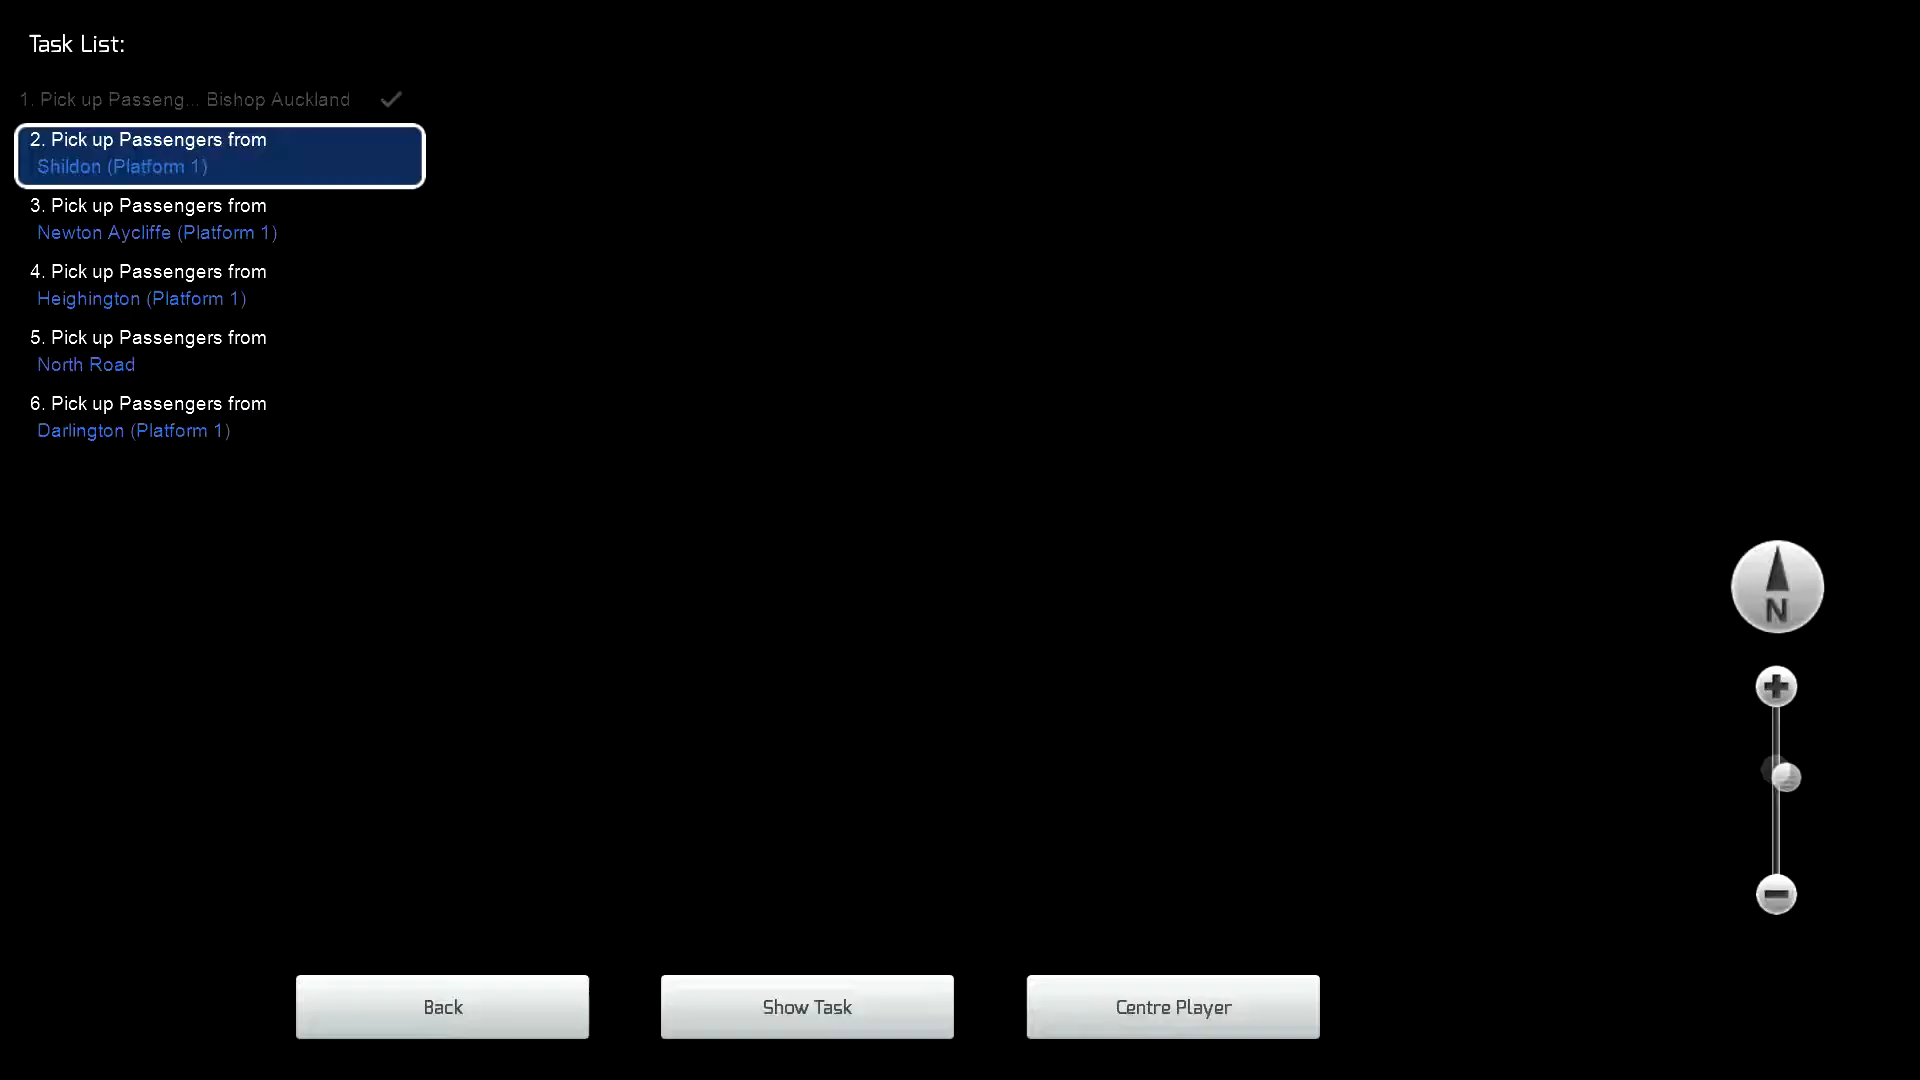 Task List:
1. Pick up Passeng... Bishop Auckland
2. Pick up Passengers from
Shildon (Platform 1)
3. Pick up Passengers from
Newton Aycliffe (Platform 1)
4. Pick up Passengers from
Heighington (Platform 1)
5. Pick up Passengers from
North Road
6. Pick up Passengers from
Darlington (Platform 1)
N
Back
Show Task
Centre Player